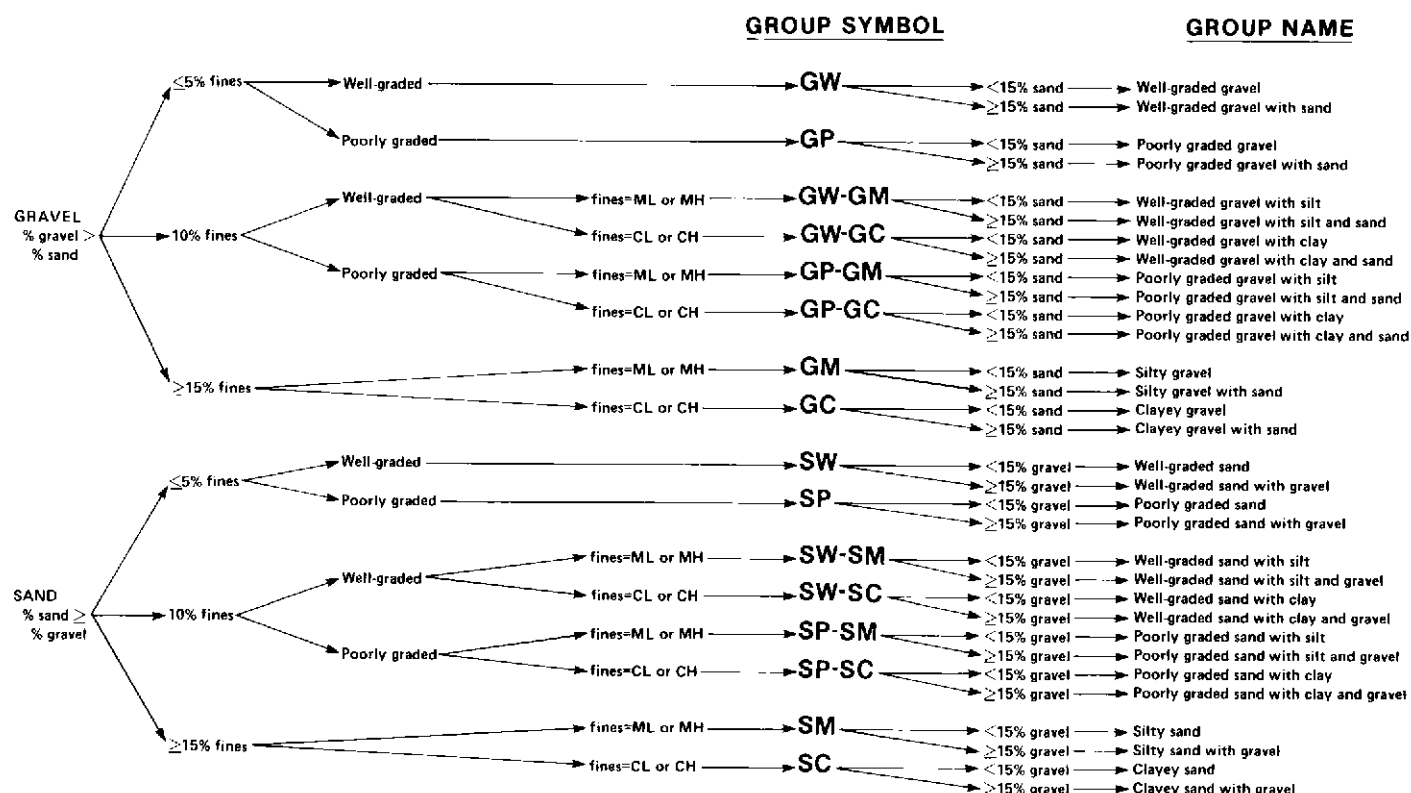 GROUP SYMBOL GROUP NAME
≤5% fines Well-graded GW <15% sand Well-graded gravel
≥15% sand Well-graded gravel with sand
Poorly graded GP <15% sand Poorly graded gravel
≥15% sand Poorly graded gravel with sand
Well-graded fines=ML or MH GW-GM <15% sand Well-graded gravel with silt
≥15% sand Well-graded gravel with silt and sand
GRAVEL
% gravel >
% sand
10% fines fines=CL or CH GW-GC <15% sand Well-graded gravel with clay
≥15% sand Well-graded gravel with clay and sand
Poorly graded fines=ML or MH GP-GM <15% sand Poorly graded gravel with silt
≥15% sand Poorly graded gravel with silt and sand
fines=CL or CH GP-GC <15% sand Poorly graded gravel with clay
≥15% sand Poorly graded gravel with clay and sand
≥15% fines fines=ML or MH GM <15% sand Silty gravel
≥15% sand Silty gravel with sand
fines=CL or CH GC <15% sand Clayey gravel
≥15% sand Clayey gravel with sand
≤5% fines Well-graded SW <15% gravel Well-graded sand
≥15% gravel Well-graded sand with gravel
Poorly graded SP <15% gravel Poorly graded sand
≥15% gravel Poorly graded sand with gravel
Well-graded fines=ML or MH SW-SM <15% gravel Well-graded sand with silt
≥15% gravel Well-graded sand with silt and gravel
SAND
% sand ≥
% gravel
10% fines fines=CL or CH SW-SC <15% gravel Well-graded sand with clay
≥15% gravel Well-graded sand with clay and gravel
Poorly graded fines=ML or MH SP-SM <15% gravel Poorly graded sand with silt
≥15% gravel Poorly graded sand with silt and gravel
fines=CL or CH SP-SC <15% gravel Poorly graded sand with clay
≥15% gravel Poorly graded sand with clay and gravel
≥15% fines fines=ML or MH SM <15% gravel Silty sand
≥15% gravel Silty sand with gravel
fines=CL or CH SC <15% gravel Clayey sand
≥15% gravel Clayey sand with gravel